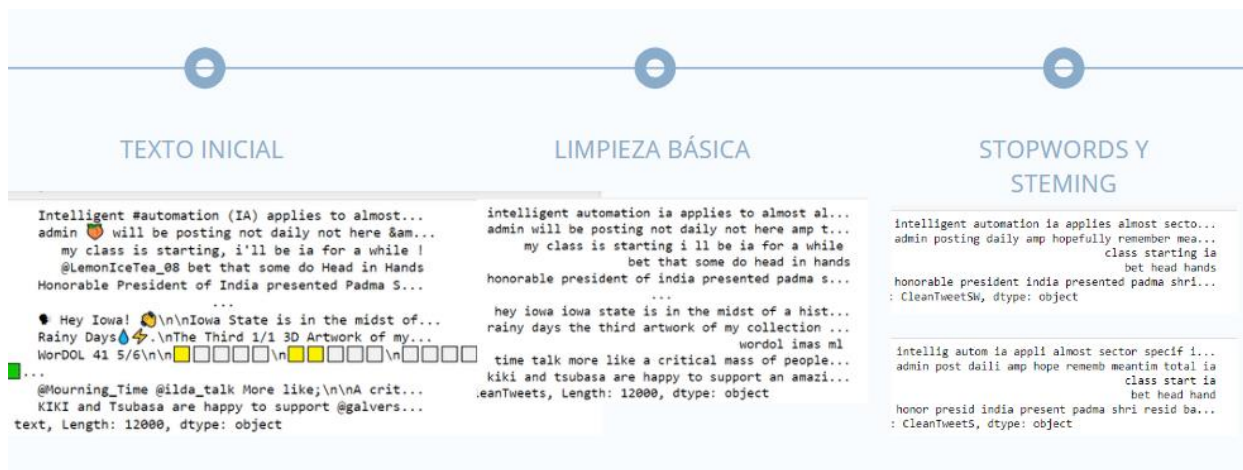 TEXTO INICIAL
Intelligent #automation (IA) applies to almost...
admin 🍑 will be posting not daily not here &am...
my class is starting, i'll be ia for a while !
@LemonIceTea_08 bet that some do Head in Hands
Honorable President of India presented Padma S...
...
🗣 Hey Iowa! 👏\n\nIowa State is in the midst of...
Rainy Days💧⚡.\nThe Third 1/1 3D Artwork of my...
WorDOL 41 5/6\n\n🟨⬜⬜⬜⬜\n🟨🟨⬜⬜⬜\n⬜⬜⬜⬜
🟩...
@Mourning_Time @ilda_talk More like;\n\nA crit...
KIKI and Tsubasa are happy to support @galvers...
text, Length: 12000, dtype: object
LIMPIEZA BÁSICA
intelligent automation ia applies to almost al...
admin will be posting not daily not here amp t...
my class is starting i ll be ia for a while
bet that some do head in hands
honorable president of india presented padma s...
...
hey iowa iowa state is in the midst of a hist...
rainy days the third artwork of my collection ...
wordol imas ml
time talk more like a critical mass of people...
kiki and tsubasa are happy to support an amazi...
leanTweets, Length: 12000, dtype: object
STOPWORDS Y
STEMING
intelligent automation ia applies almost secto...
admin posting daily amp hopefully remember mea...
class starting ia
bet head hands
honorable president india presented padma shri...
: CleanTweetSW, dtype: object
intellig autom ia appli almost sector specif i...
admin post daili amp hope rememb meantim total ia
class start ia
bet head hand
honor presid india present padma shri resid ba...
: CleanTweetS, dtype: object